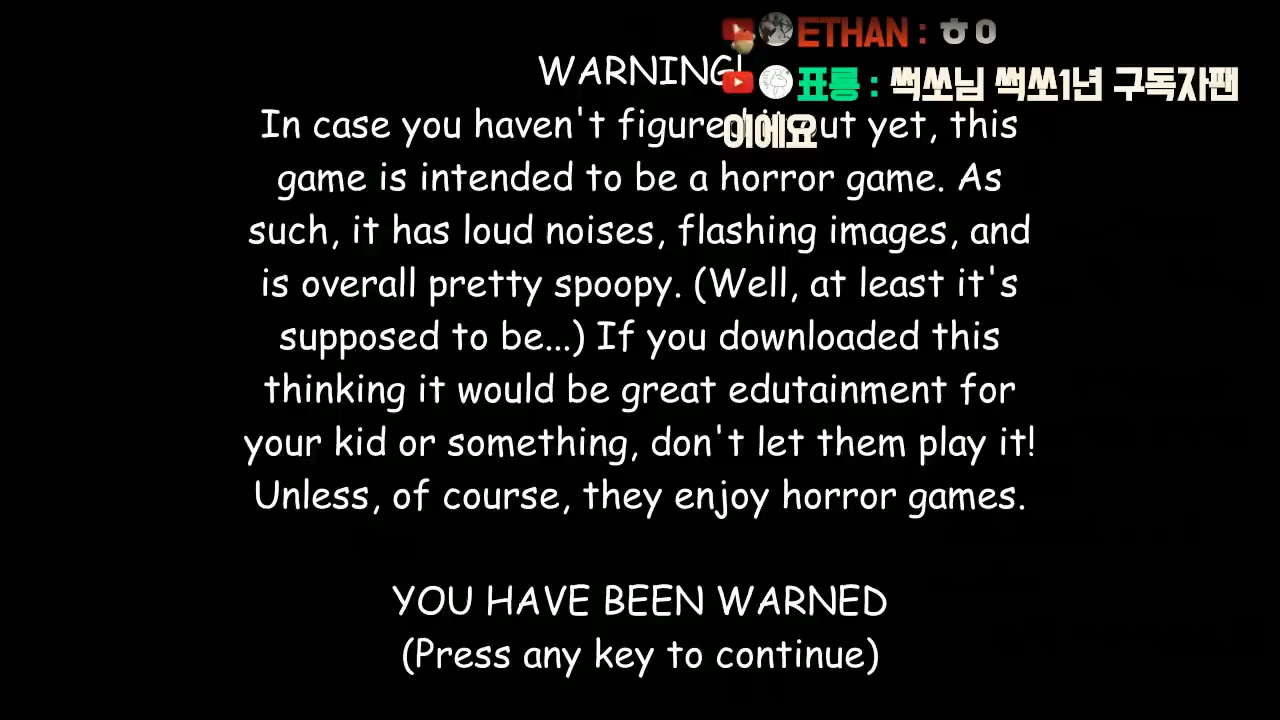 ETHAN : ㅎㅇ
WARNING!
표룡 : 썩쏘님 썩쏘1년 구독자팬
이에요
In case you haven't figured it out yet, this
game is intended to be a horror game. As
such, it has loud noises, flashing images, and
is overall pretty spoopy. (Well, at least it's
supposed to be...) If you downloaded this
thinking it would be great edutainment for
your kid or something, don't let them play it!
Unless, of course, they enjoy horror games.
YOU HAVE BEEN WARNED
(Press any key to continue)